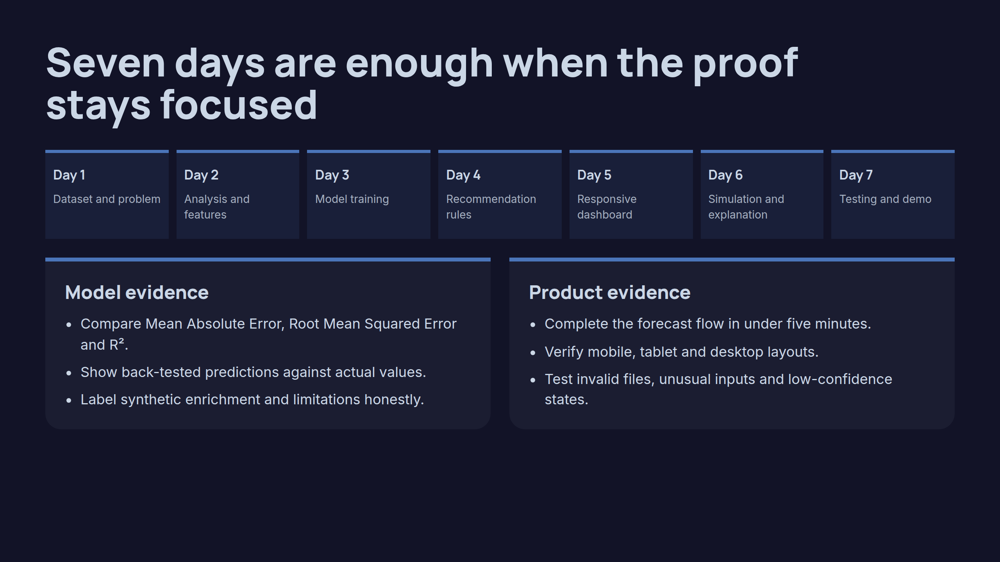 Seven days are enough when the proof
stays focused
Day 1
Dataset and problem
Day 2
Analysis and
features
Day 3
Model training
Day 4
Recommendation
rules
Day 5
Responsive
dashboard
Day 6
Simulation and
explanation
Day 7
Testing and demo
Model evidence
• Compare Mean Absolute Error, Root Mean Squared Error
and R².
• Show back-tested predictions against actual values.
• Label synthetic enrichment and limitations honestly.
Product evidence
• Complete the forecast flow in under five minutes.
• Verify mobile, tablet and desktop layouts.
• Test invalid files, unusual inputs and low-confidence
states.